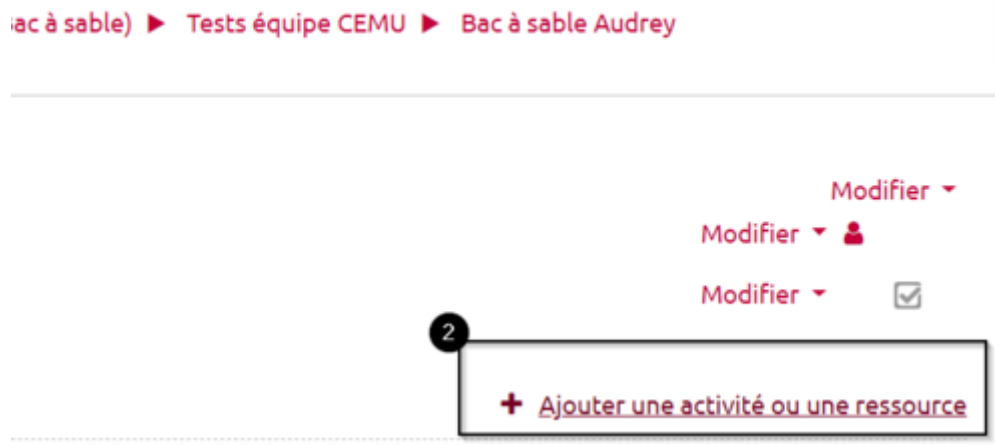 ac à sable) ▶ Tests équipe CEMU ▶ Bac à sable Audrey
Modifier
Modifier
Modifier
2
+ Ajouter une activité ou une ressource